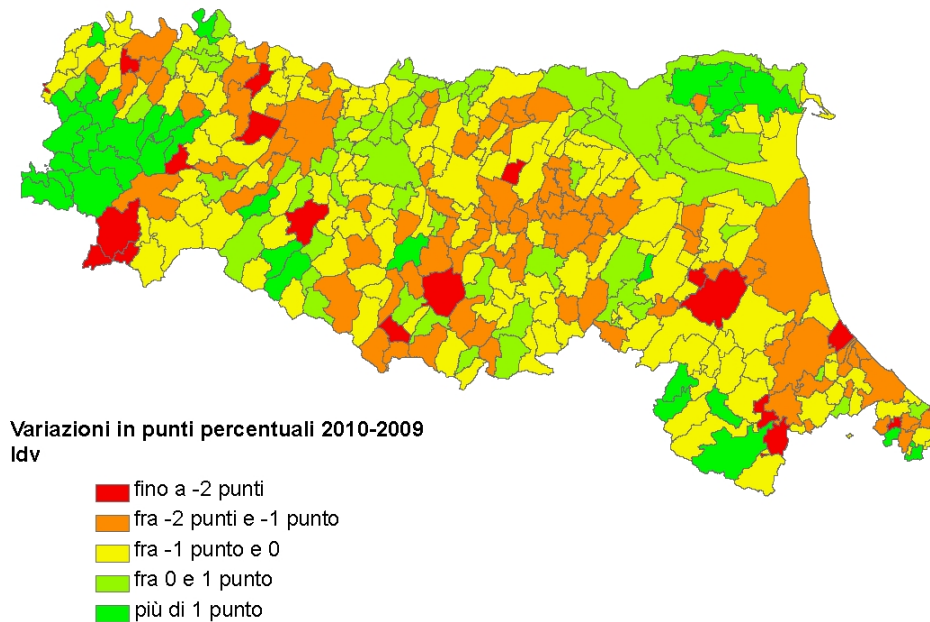 Variazioni in punti percentuali 2010-2009
Idv
fino a -2 punti
fra -2 punti e -1 punto
fra -1 punto e 0
fra 0 e 1 punto
più di 1 punto